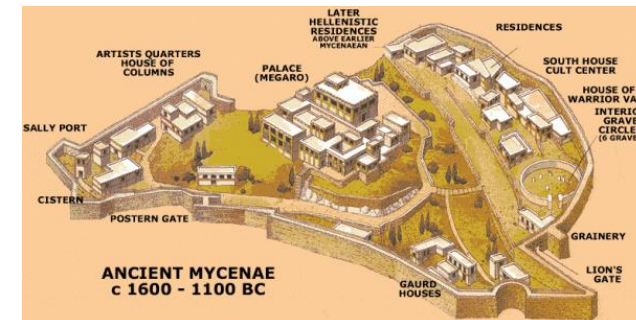 LATER
HELLENISTIC
RESIDENCES
ABOVE EARLIER
MYCENAEAN
RESIDENCES
ARTISTS QUARTERS
HOUSE OF
COLUMNS
PALACE
(MEGARO)
SOUTH HOUSE
CULT CENTER
HOUSE OF
WARRIOR VA
INTERIO
GRAVE
CIRCLE
(6 GRAVE
SALLY PORT
CISTERN
POSTERN GATE
GRAINERY
LION'S
GATE
GAURD
HOUSES
ANCIENT MYCENAE
c 1600 - 1100 BC